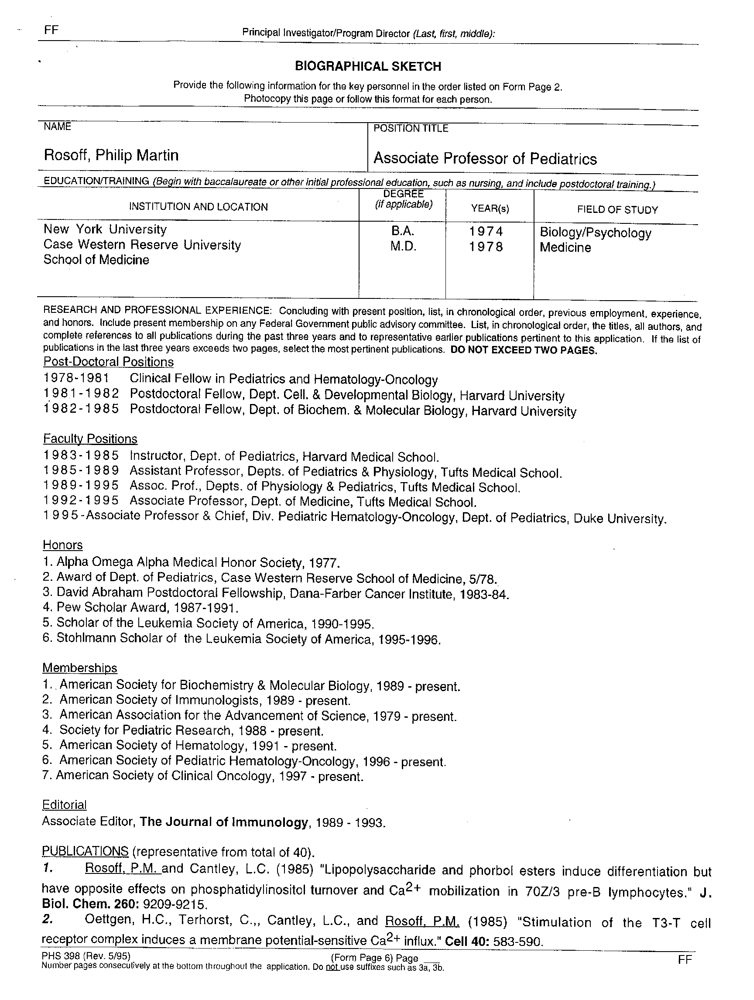 FF
Principal Investigator/Program Director (Last, first, middle):
BIOGRAPHICAL SKETCH
Provide the following information for the key personnel in the order listed on Form Page 2.
Photocopy this page or follow this format for each person.
NAME
POSITION TITLE
Rosoff, Philip Martin
Associate Professor of Pediatrics
EDUCATION/TRAINING (Begin with baccalaureate or other initial professional education, such as nursing, and include postdoctoral training.)
INSTITUTION AND LOCATION
DEGREE
(if applicable)
YEAR(s)
FIELD OF STUDY
New York University B.A. 1974 Biology/Psychology
Case Western Reserve University M.D. 1978 Medicine
School of Medicine
RESEARCH AND PROFESSIONAL EXPERIENCE: Concluding with present position, list, in chronological order, previous employment, experience,
and honors. Include present membership on any Federal Government public advisory committee. List, in chronological order, the titles, all authors, and
complete references to all publications during the past three years and to representative earlier publications pertinent to this application. If the list of
publications in the last three years exceeds two pages, select the most pertinent publications. DO NOT EXCEED TWO PAGES.
Post-Doctoral Positions
1978-1981 Clinical Fellow in Pediatrics and Hematology-Oncology
1981-1982 Postdoctoral Fellow, Dept. Cell. & Developmental Biology, Harvard University
1982-1985 Postdoctoral Fellow, Dept. of Biochem. & Molecular Biology, Harvard University
Faculty Positions
1983-1985 Instructor, Dept. of Pediatrics, Harvard Medical School.
1985-1989 Assistant Professor, Depts. of Pediatrics & Physiology, Tufts Medical School.
1989-1995 Assoc. Prof., Depts. of Physiology & Pediatrics, Tufts Medical School.
1992-1995 Associate Professor, Dept. of Medicine, Tufts Medical School.
1995-Associate Professor & Chief, Div. Pediatric Hematology-Oncology, Dept. of Pediatrics, Duke University.
Honors
1. Alpha Omega Alpha Medical Honor Society, 1977.
2. Award of Dept. of Pediatrics, Case Western Reserve School of Medicine, 5/78.
3. David Abraham Postdoctoral Fellowship, Dana-Farber Cancer Institute, 1983-84.
4. Pew Scholar Award, 1987-1991.
5. Scholar of the Leukemia Society of America, 1990-1995.
6. Stohlmann Scholar of the Leukemia Society of America, 1995-1996.
Memberships
1. American Society for Biochemistry & Molecular Biology, 1989 - present.
2. American Society of Immunologists, 1989 - present.
3. American Association for the Advancement of Science, 1979 - present.
4. Society for Pediatric Research, 1988 - present.
5. American Society of Hematology, 1991 - present.
6. American Society of Pediatric Hematology-Oncology, 1996 - present.
7. American Society of Clinical Oncology, 1997 - present.
Editorial
Associate Editor, The Journal of Immunology, 1989 - 1993.
PUBLICATIONS (representative from total of 40).
1. Rosoff, P.M. and Cantley, L.C. (1985) "Lipopolysaccharide and phorbol esters induce differentiation but
have opposite effects on phosphatidylinositol turnover and Ca2+ mobilization in 70Z/3 pre-B lymphocytes." J.
Biol. Chem. 260: 9209-9215.
2. Oettgen, H.C., Terhorst, C.,, Cantley, L.C., and Rosoff, P.M. (1985) "Stimulation of the T3-T cell
receptor complex induces a membrane potential-sensitive Ca2+ influx." Cell 40: 583-590.
PHS 398 (Rev. 5/95) (Form Page 6) Page ___ FF
Number pages consecutively at the bottom throughout the application. Do not use suffixes such as 3a, 3b.